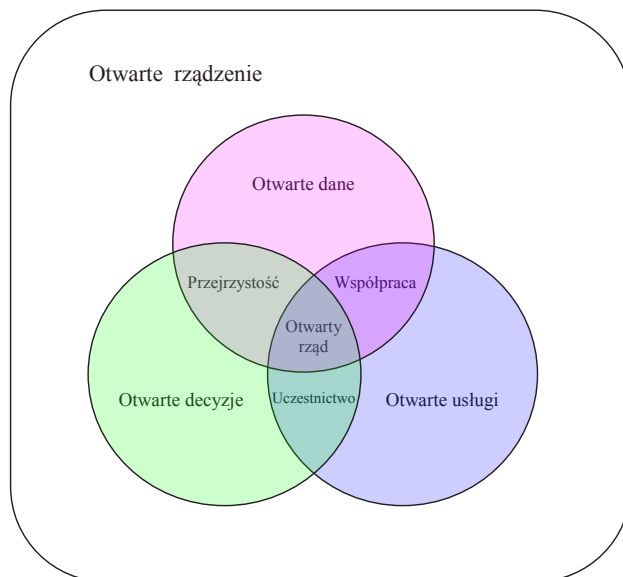 Otwarte rządzenie
Otwarte dane
Przejrzystość
Współpraca
Otwarty
rząd
Otwarte decyzje
Uczestnictwo
Otwarte usługi